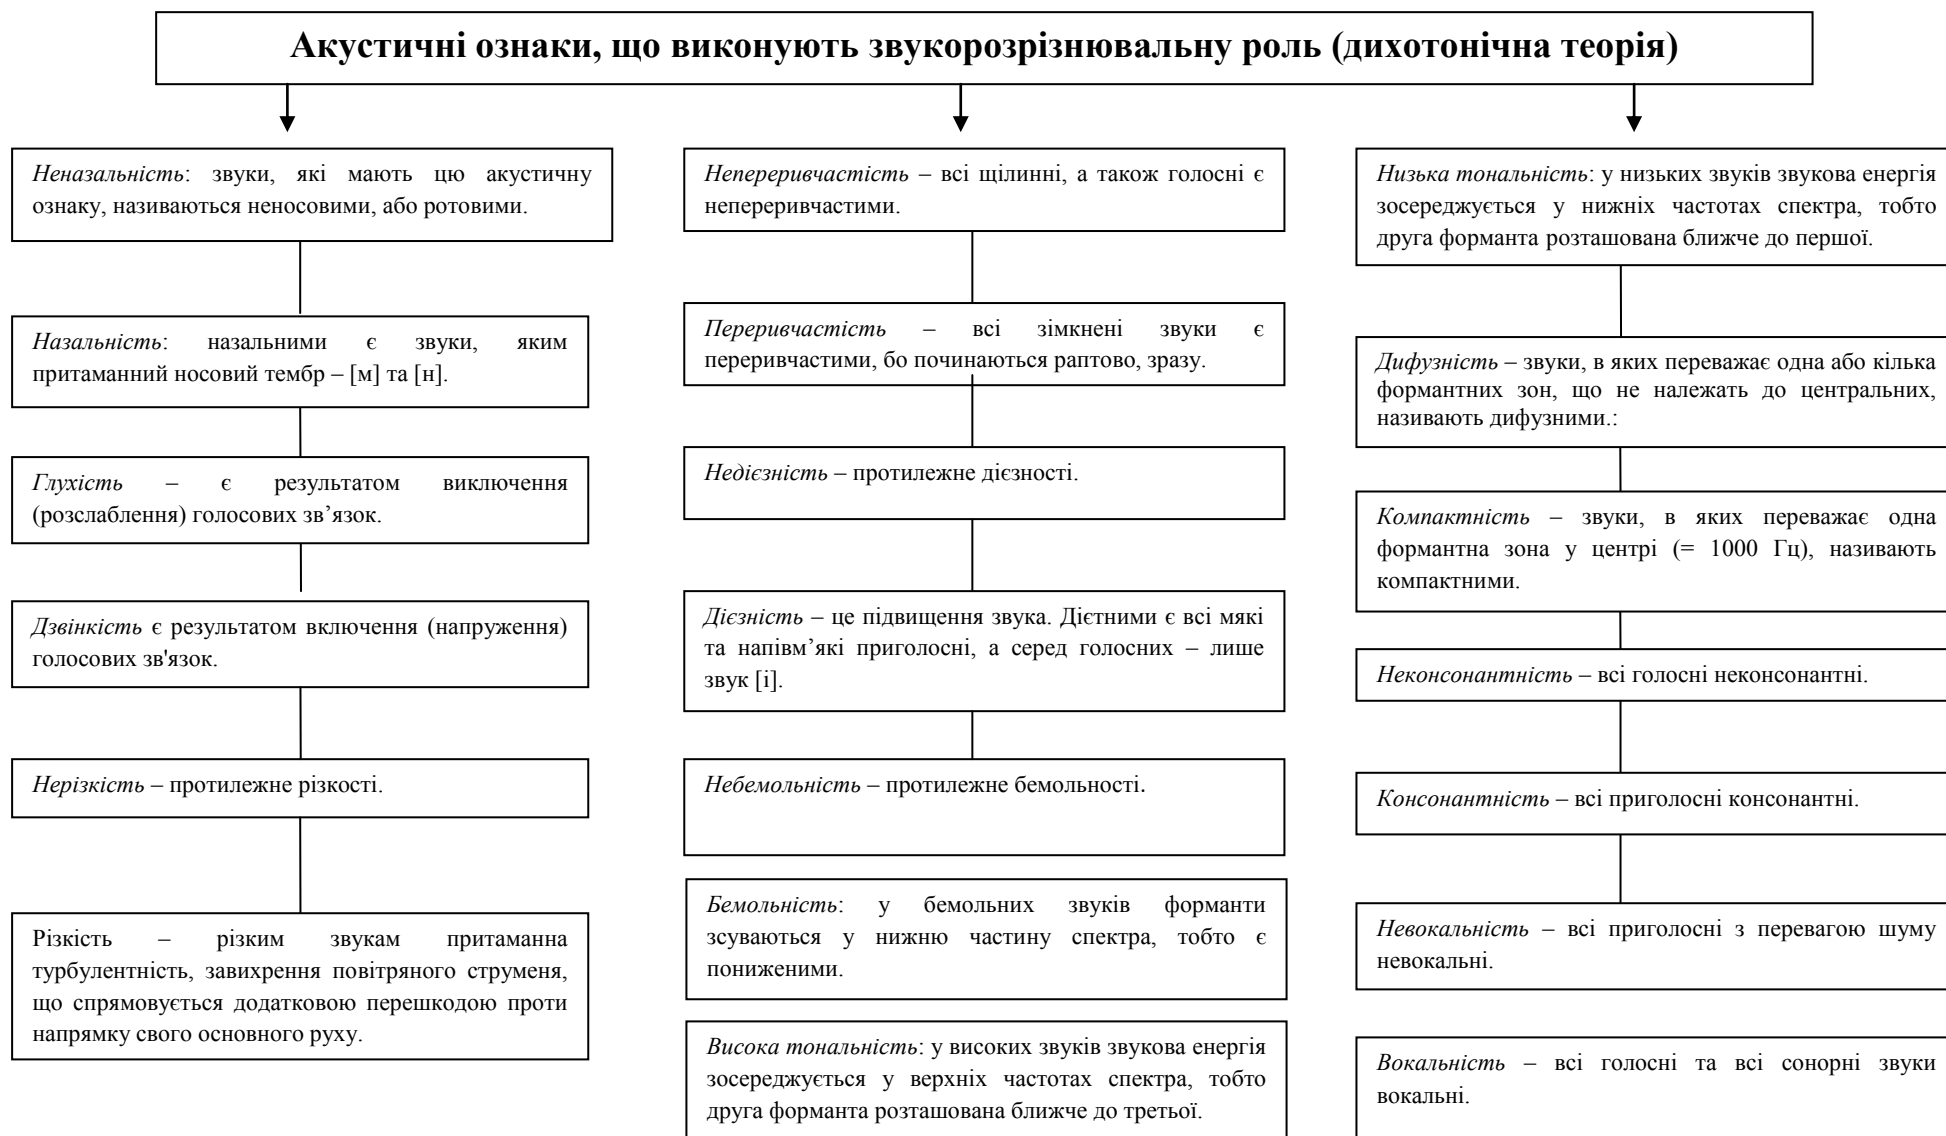 Акустичні ознаки, що виконують звукорозрізнювальну роль (дихотонічна теорія)
Неназальність: звуки, які мають цю акустичну
ознаку, називаються неносовими, або ротовими.
Назальність: назальними є звуки, яким
притаманний носовий тембр – [м] та [н].
Глухість – є результатом виключення
(розслаблення) голосових зв’язок.
Дзвінкість є результатом включення (напруження)
голосових зв'язок.
Нерізкість – протилежне різкості.
Різкість – різким звукам притаманна
турбулентність, завихрення повітряного струменя,
що спрямовується додатковою перешкодою проти
напрямку свого основного руху.
Непереривчастість – всі щілинні, а також голосні є
непереривчастими.
Переривчастість – всі зімкнені звуки є
переривчастими, бо починаються раптово, зразу.
Недієзність – протилежне дієзності.
Дієзність – це підвищення звука. Дієтними є всі мякі
та напівм’які приголосні, а серед голосних – лише
звук [і].
Небемольність – протилежне бемольності.
Бемольність: у бемольних звуків форманти
зсуваються у нижню частину спектра, тобто є
пониженими.
Висока тональність: у високих звуків звукова енергія
зосереджується у верхніх частотах спектра, тобто
друга форманта розташована ближче до третьої.
Низька тональність: у низьких звуків звукова енергія
зосереджується у нижніх частотах спектра, тобто
друга форманта розташована ближче до першої.
Дифузність – звуки, в яких переважає одна або кілька
формантних зон, що не належать до центральних,
називають дифузними.:
Компактність – звуки, в яких переважає одна
формантна зона у центрі (= 1000 Гц), називають
компактними.
Неконсонантність – всі голосні неконсонантні.
Консонантність – всі приголосні консонантні.
Невокальність – всі приголосні з перевагою шуму
невокальні.
Вокальність – всі голосні та всі сонорні звуки
вокальні.